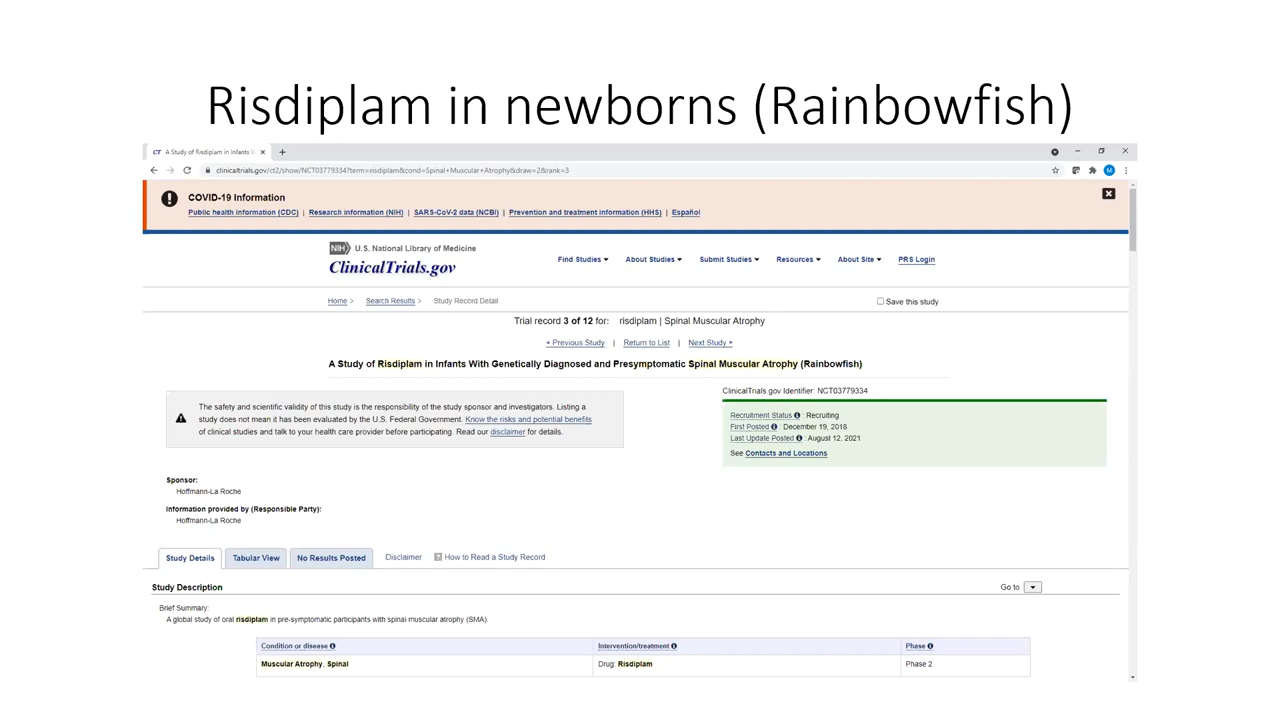 Risdiplam in newborns (Rainbowfish)
CT A Study of Risdiplam in Infants
clinicaltrials.gov/ct2/show/NCT03779334?term=risdiplam&cond=Spinal+Muscular+Atrophy&draw=2&rank=3
M
COVID-19 Information
Public health information (CDC) | Research information (NIH) | SARS-CoV-2 data (NCBI) | Prevention and treatment information (HHS) | Español
NIH U.S. National Library of Medicine
ClinicalTrials.gov
Find Studies About Studies Submit Studies Resources About Site PRS Login
Home > Search Results > Study Record Detail
Save this study
Trial record 3 of 12 for: risdiplam | Spinal Muscular Atrophy
Previous Study | Return to List | Next Study
A Study of Risdiplam in Infants With Genetically Diagnosed and Presymptomatic Spinal Muscular Atrophy (Rainbowfish)
The safety and scientific validity of this study is the responsibility of the study sponsor and investigators. Listing a
study does not mean it has been evaluated by the U.S. Federal Government. Know the risks and potential benefits
of clinical studies and talk to your health care provider before participating. Read our disclaimer for details.
ClinicalTrials.gov Identifier: NCT03779334
Recruitment Status : Recruiting
First Posted : December 19, 2018
Last Update Posted : August 12, 2021
See Contacts and Locations
Sponsor:
Hoffmann-La Roche
Information provided by (Responsible Party):
Hoffmann-La Roche
Study Details Tabular View No Results Posted Disclaimer ? How to Read a Study Record
Study Description
Go to
Brief Summary:
A global study of oral risdiplam in pre-symptomatic participants with spinal muscular atrophy (SMA).
Condition or disease Intervention/treatment Phase
Muscular Atrophy, Spinal Drug: Risdiplam Phase 2